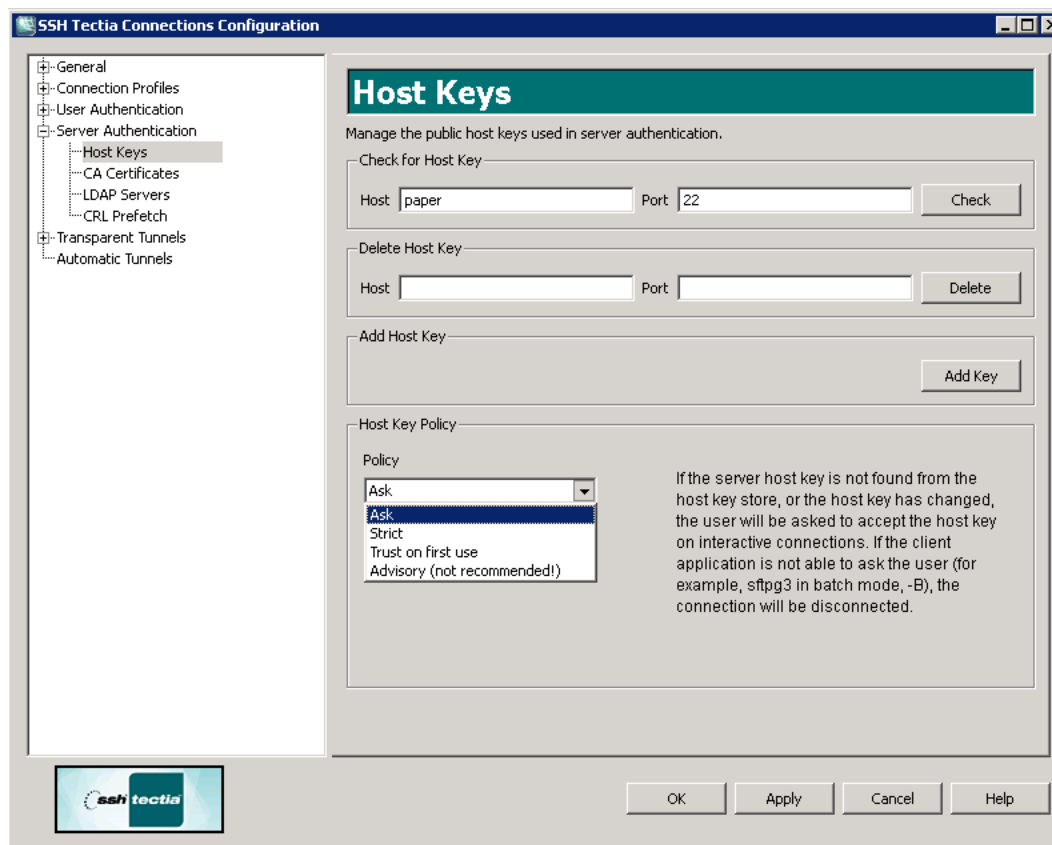 SSH Tectia Connections Configuration
General
Connection Profiles
User Authentication
Server Authentication
Host Keys
CA Certificates
LDAP Servers
CRL Prefetch
Transparent Tunnels
Automatic Tunnels
Host Keys
Manage the public host keys used in server authentication.
Check for Host Key
Host paper Port 22 Check
Delete Host Key
Host Port Delete
Add Host Key
Add Key
Host Key Policy
Policy
Ask
Ask
Strict
Trust on first use
Advisory (not recommended!)
If the server host key is not found from the
host key store, or the host key has changed,
the user will be asked to accept the host key
on interactive connections. If the client
application is not able to ask the user (for
example, sftpg3 in batch mode, -B), the
connection will be disconnected.
ssh tectia
OK Apply Cancel Help